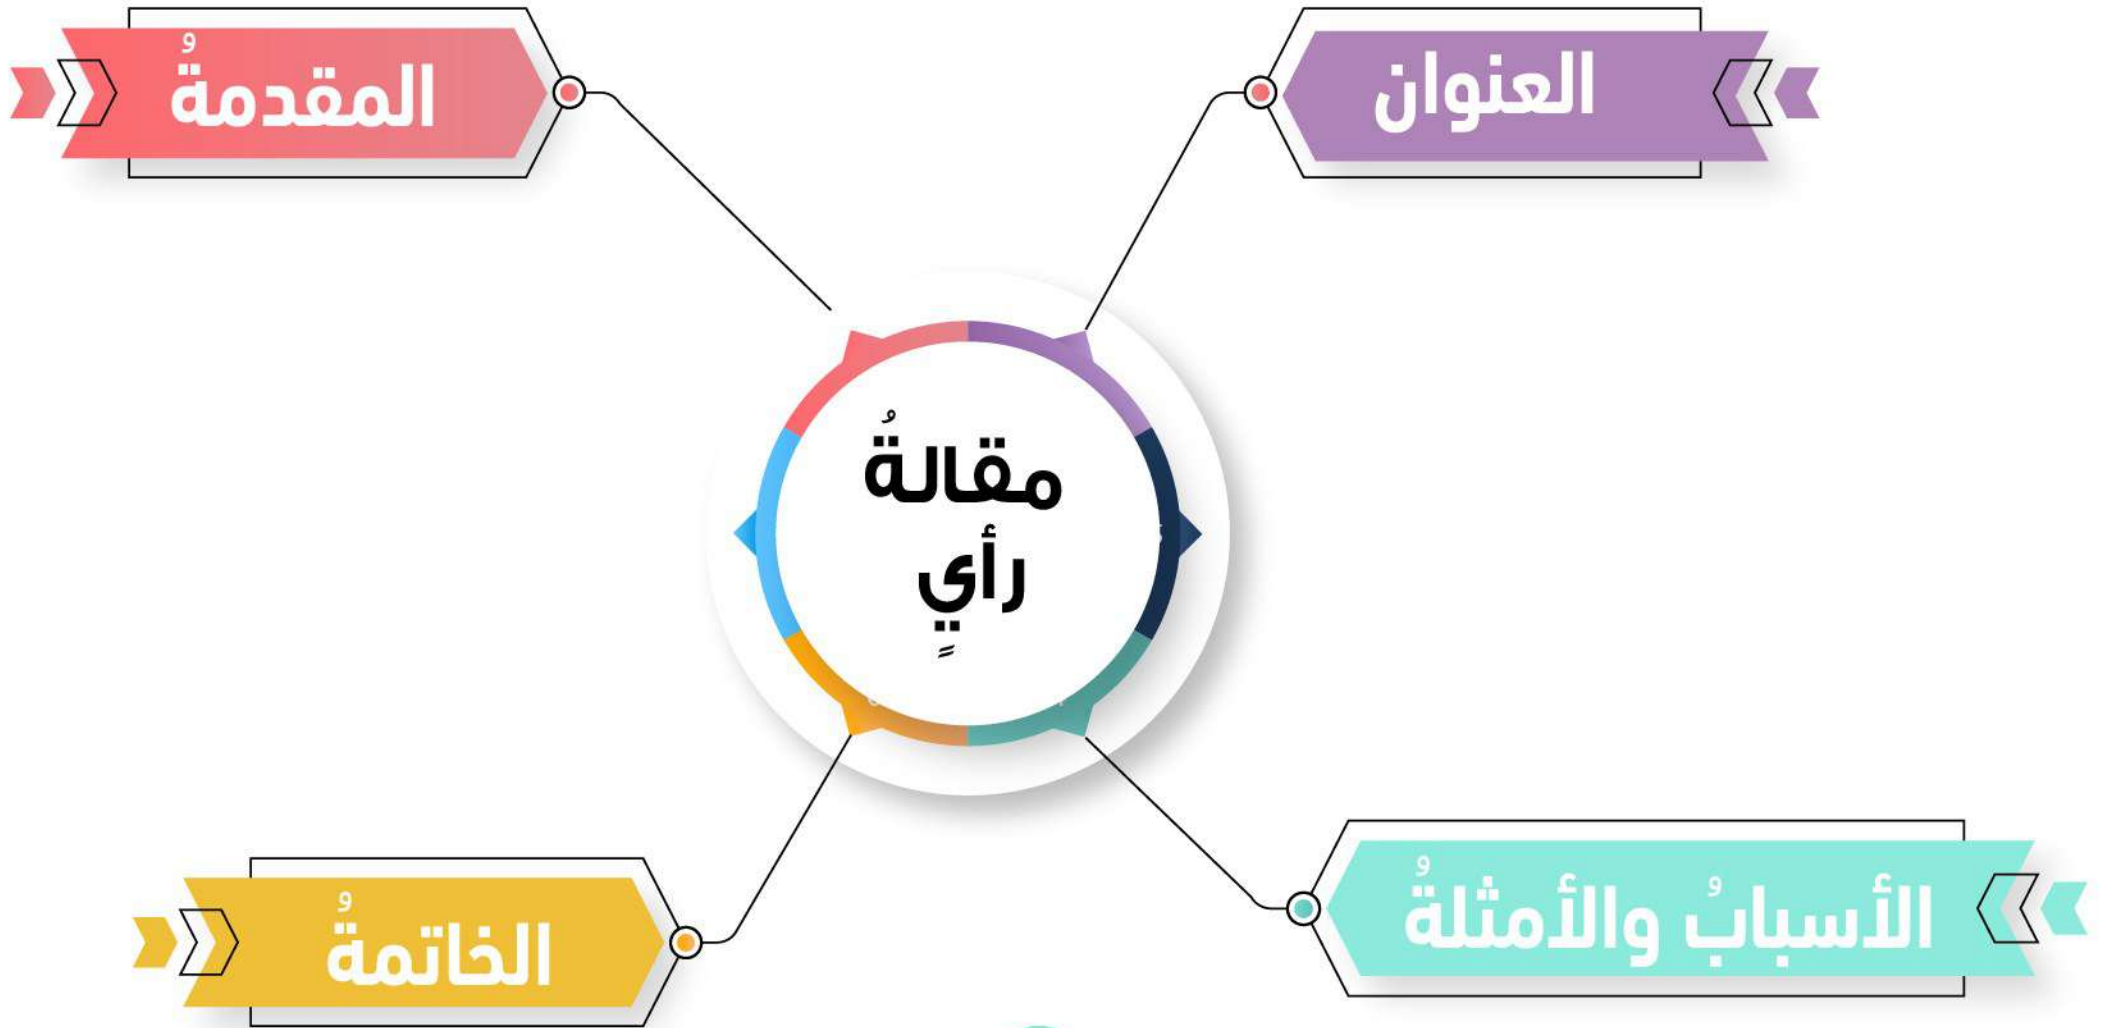 العنوان
المقدمةُ
مقالةُ
رأيٍ
الأسبابُ والأمثلةُ
الخاتمةُ